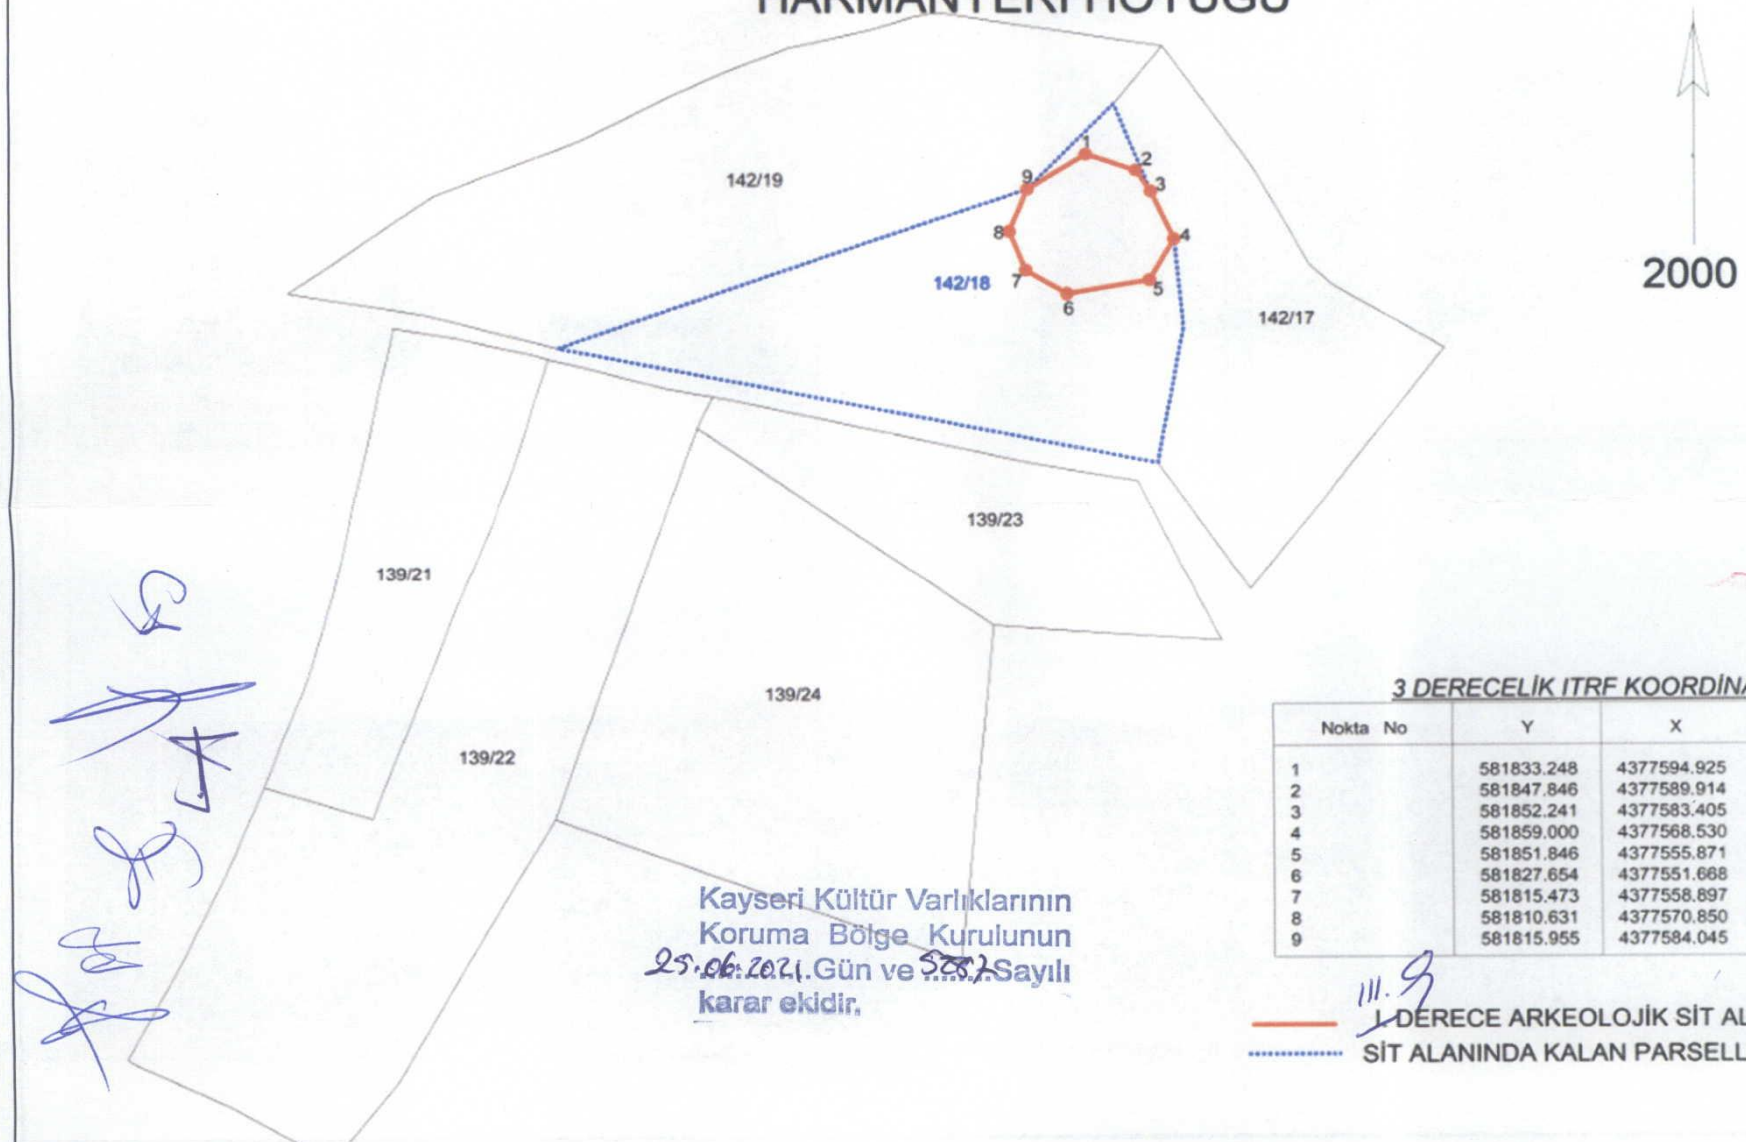 HARMANYERİ HÖYÜĞÜ
1
2
3
4
5
6
7
8
9
142/19
142/18
142/17
2000
139/23
139/21
139/24
139/22
3 DERECELİK ITRF KOORDİNA
Nokta No Y X
1 581833.248 4377594.925
2 581847.846 4377589.914
3 581852.241 4377583.405
4 581859.000 4377568.530
5 581851.846 4377555.871
6 581827.654 4377551.668
7 581815.473 4377558.897
8 581810.631 4377570.850
9 581815.955 4377584.045
Kayseri Kültür Varlıklarının
Koruma Bölge Kurulunun
25.06.2021.Gün ve 5287 Sayılı
karar ekidir.
III.
I. DERECE ARKEOLOJİK SİT AL
SİT ALANINDA KALAN PARSELL